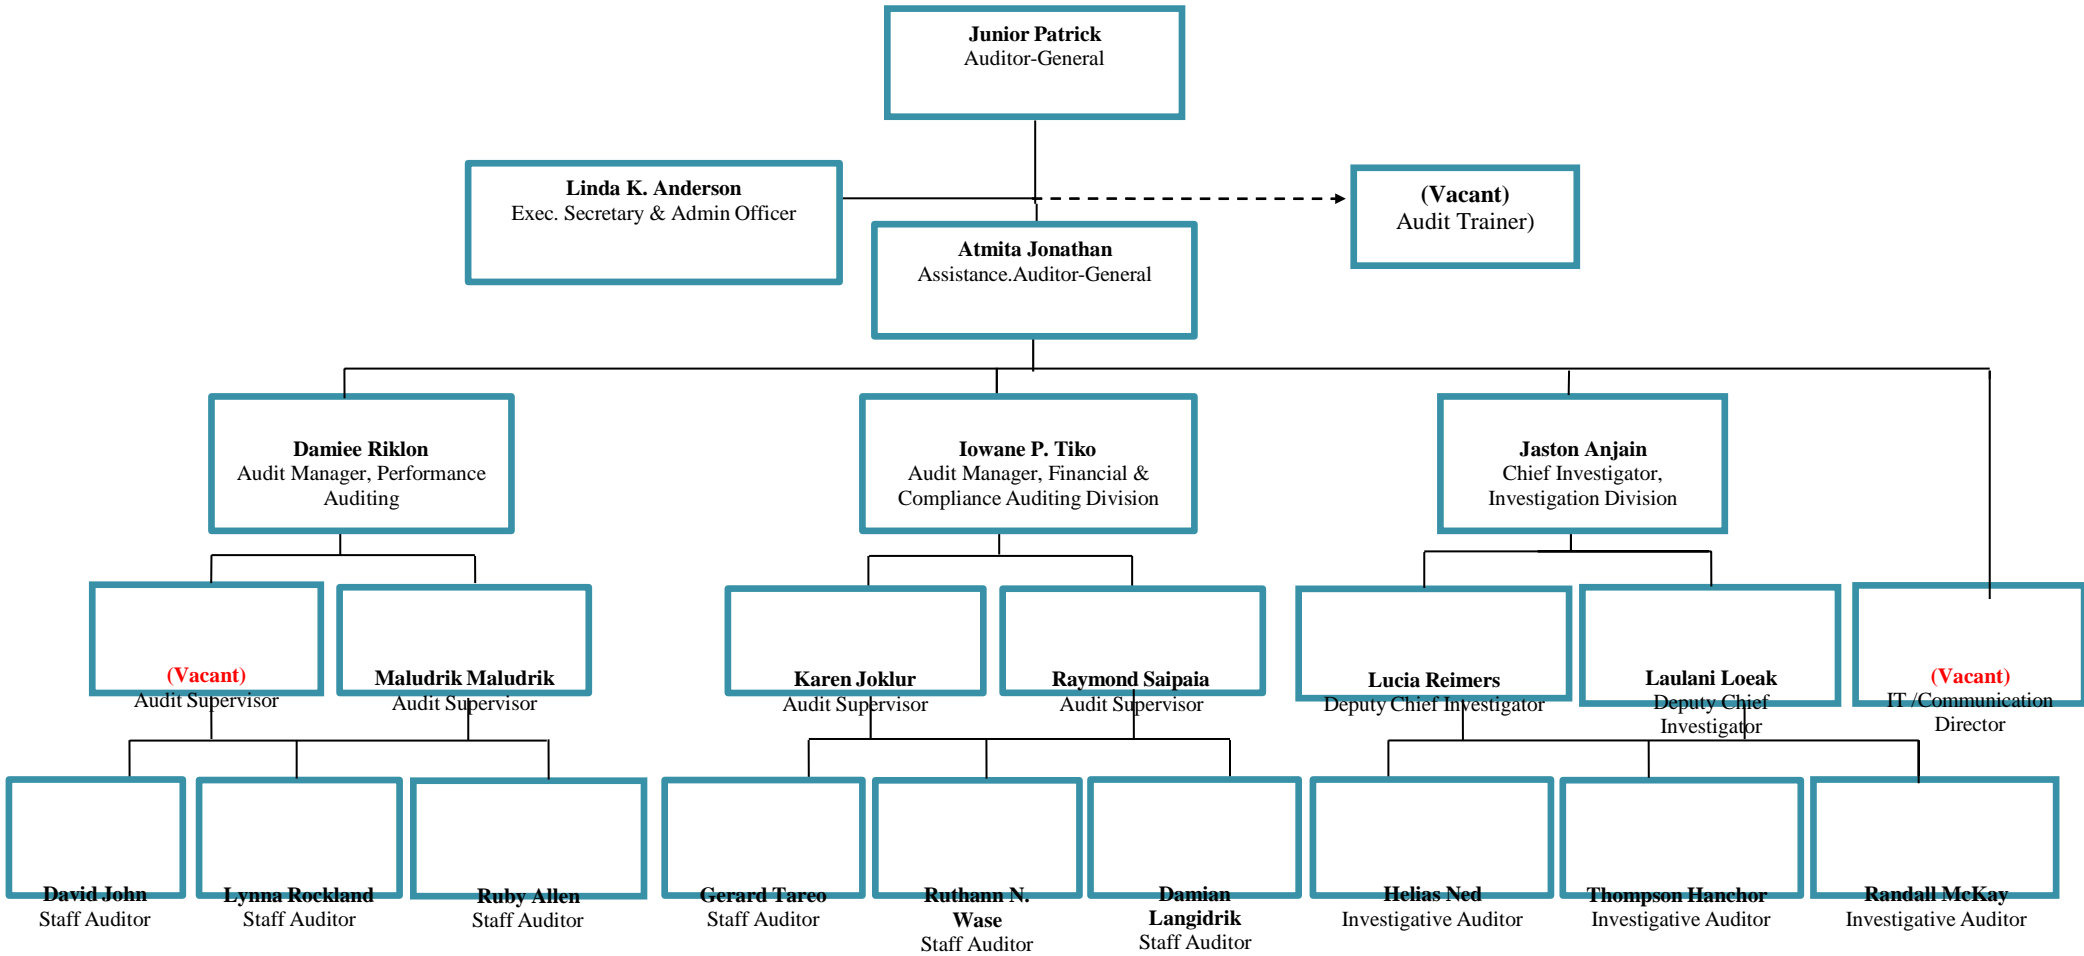 Junior Patrick
Auditor-General
Linda K. Anderson
Exec. Secretary & Admin Officer
(Vacant)
Audit Trainer)
Atmita Jonathan
Assistance.Auditor-General
Damiee Riklon
Audit Manager, Performance
Auditing
Iowane P. Tiko
Audit Manager, Financial &
Compliance Auditing Division
Jaston Anjain
Chief Investigator,
Investigation Division
(Vacant)
Audit Supervisor
Maludrik Maludrik
Audit Supervisor
Karen Joklur
Audit Supervisor
Raymond Saipaia
Audit Supervisor
Lucia Reimers
Deputy Chief Investigator
Laulani Loeak
Deputy Chief
Investigator
(Vacant)
IT /Communication
Director
David John
Staff Auditor
Lynna Rockland
Staff Auditor
Ruby Allen
Staff Auditor
Gerard Tareo
Staff Auditor
Ruthann N.
Wase
Staff Auditor
Damian
Langidrik
Staff Auditor
Helias Ned
Investigative Auditor
Thompson Hanchor
Investigative Auditor
Randall McKay
Investigative Auditor